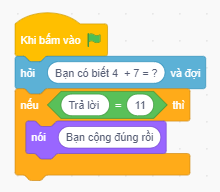 Khi bấm vào
hỏi Bạn có biết 4 + 7 = ? và đợi
nếu Trả lời = 11 thì
nói Bạn cộng đúng rồi